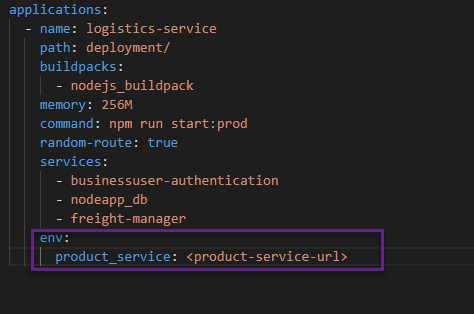 applications:
- name: logistics-service
path: deployment/
buildpacks:
- nodejs_buildpack
memory: 256M
command: npm run start:prod
random-route: true
services:
- businessuser-authentication
- nodeapp_db
- freight-manager
env:
product_service: <product-service-url>